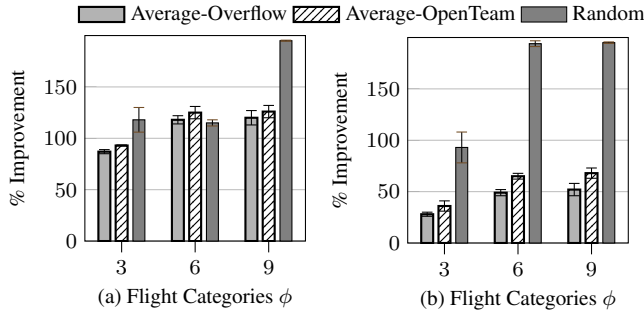 Average-Overflow Average-OpenTeam Random
% Improvement
150
100
50
0
3 6 9
(a) Flight Categories ϕ
% Improvement
150
100
50
0
3 6 9
(b) Flight Categories ϕ